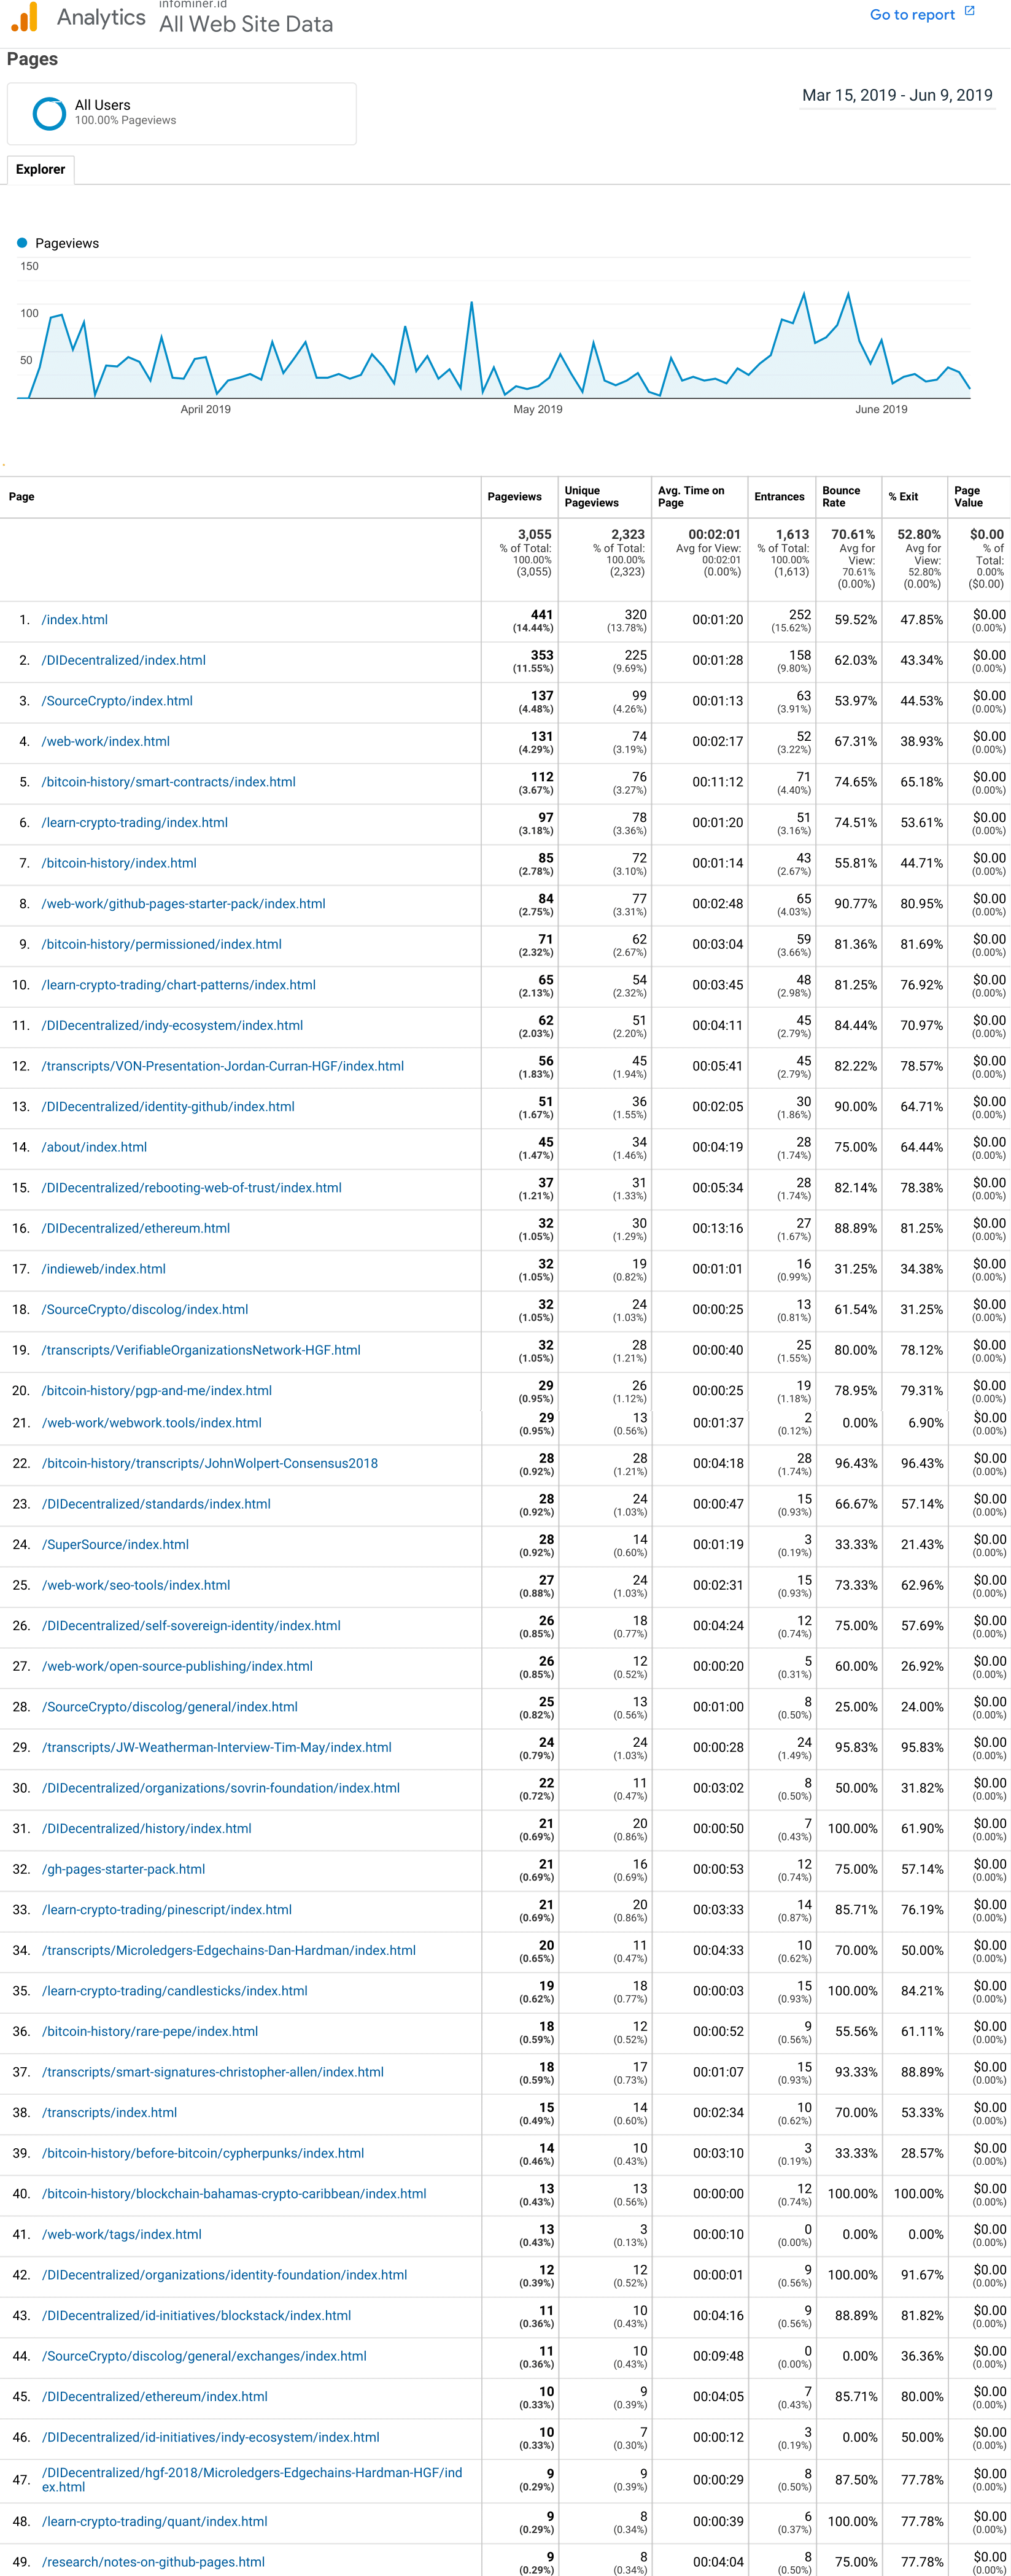 infominer.id
Analytics All Web Site Data Go to report
Pages
All Users
100.00% Pageviews
Mar 15, 2019 - Jun 9, 2019
Explorer
Pageviews
150
100
50
April 2019 May 2019 June 2019
Page Pageviews Unique Pageviews Avg. Time on Page Entrances Bounce Rate % Exit Page Value
3,055 2,323 00:02:01 1,613 70.61% 52.80% $0.00
% of Total: 100.00% (3,055) % of Total: 100.00% (2,323) Avg for View: 00:02:01 (0.00%) % of Total: 100.00% (1,613) Avg for View: 70.61% (0.00%) Avg for View: 52.80% (0.00%) % of Total: 0.00% ($0.00)
1. /index.html 441 (14.44%) 320 (13.78%) 00:01:20 252 (15.62%) 59.52% 47.85% $0.00 (0.00%)
2. /DIDecentralized/index.html 353 (11.55%) 225 (9.69%) 00:01:28 158 (9.80%) 62.03% 43.34% $0.00 (0.00%)
3. /SourceCrypto/index.html 137 (4.48%) 99 (4.26%) 00:01:13 63 (3.91%) 53.97% 44.53% $0.00 (0.00%)
4. /web-work/index.html 131 (4.29%) 74 (3.19%) 00:02:17 52 (3.22%) 67.31% 38.93% $0.00 (0.00%)
5. /bitcoin-history/smart-contracts/index.html 112 (3.67%) 76 (3.27%) 00:11:12 71 (4.40%) 74.65% 65.18% $0.00 (0.00%)
6. /learn-crypto-trading/index.html 97 (3.18%) 78 (3.36%) 00:01:20 51 (3.16%) 74.51% 53.61% $0.00 (0.00%)
7. /bitcoin-history/index.html 85 (2.78%) 72 (3.10%) 00:01:14 43 (2.67%) 55.81% 44.71% $0.00 (0.00%)
8. /web-work/github-pages-starter-pack/index.html 84 (2.75%) 77 (3.31%) 00:02:48 65 (4.03%) 90.77% 80.95% $0.00 (0.00%)
9. /bitcoin-history/permissioned/index.html 71 (2.32%) 62 (2.67%) 00:03:04 59 (3.66%) 81.36% 81.69% $0.00 (0.00%)
10. /learn-crypto-trading/chart-patterns/index.html 65 (2.13%) 54 (2.32%) 00:03:45 48 (2.98%) 81.25% 76.92% $0.00 (0.00%)
11. /DIDecentralized/indy-ecosystem/index.html 62 (2.03%) 51 (2.20%) 00:04:11 45 (2.79%) 84.44% 70.97% $0.00 (0.00%)
12. /transcripts/VON-Presentation-Jordan-Curran-HGF/index.html 56 (1.83%) 45 (1.94%) 00:05:41 45 (2.79%) 82.22% 78.57% $0.00 (0.00%)
13. /DIDecentralized/identity-github/index.html 51 (1.67%) 36 (1.55%) 00:02:05 30 (1.86%) 90.00% 64.71% $0.00 (0.00%)
14. /about/index.html 45 (1.47%) 34 (1.46%) 00:04:19 28 (1.74%) 75.00% 64.44% $0.00 (0.00%)
15. /DIDecentralized/rebooting-web-of-trust/index.html 37 (1.21%) 31 (1.33%) 00:05:34 28 (1.74%) 82.14% 78.38% $0.00 (0.00%)
16. /DIDecentralized/ethereum.html 32 (1.05%) 30 (1.29%) 00:13:16 27 (1.67%) 88.89% 81.25% $0.00 (0.00%)
17. /indieweb/index.html 32 (1.05%) 19 (0.82%) 00:01:01 16 (0.99%) 31.25% 34.38% $0.00 (0.00%)
18. /SourceCrypto/discolog/index.html 32 (1.05%) 24 (1.03%) 00:00:25 13 (0.81%) 61.54% 31.25% $0.00 (0.00%)
19. /transcripts/VerifiableOrganizationsNetwork-HGF.html 32 (1.05%) 28 (1.21%) 00:00:40 25 (1.55%) 80.00% 78.12% $0.00 (0.00%)
20. /bitcoin-history/pgp-and-me/index.html 29 (0.95%) 26 (1.12%) 00:00:25 19 (1.18%) 78.95% 79.31% $0.00 (0.00%)
21. /web-work/webwork.tools/index.html 29 (0.95%) 13 (0.56%) 00:01:37 2 (0.12%) 0.00% 6.90% $0.00 (0.00%)
22. /bitcoin-history/transcripts/JohnWolpert-Consensus2018 28 (0.92%) 28 (1.21%) 00:04:18 28 (1.74%) 96.43% 96.43% $0.00 (0.00%)
23. /DIDecentralized/standards/index.html 28 (0.92%) 24 (1.03%) 00:00:47 15 (0.93%) 66.67% 57.14% $0.00 (0.00%)
24. /SuperSource/index.html 28 (0.92%) 14 (0.60%) 00:01:19 3 (0.19%) 33.33% 21.43% $0.00 (0.00%)
25. /web-work/seo-tools/index.html 27 (0.88%) 24 (1.03%) 00:02:31 15 (0.93%) 73.33% 62.96% $0.00 (0.00%)
26. /DIDecentralized/self-sovereign-identity/index.html 26 (0.85%) 18 (0.77%) 00:04:24 12 (0.74%) 75.00% 57.69% $0.00 (0.00%)
27. /web-work/open-source-publishing/index.html 26 (0.85%) 12 (0.52%) 00:00:20 5 (0.31%) 60.00% 26.92% $0.00 (0.00%)
28. /SourceCrypto/discolog/general/index.html 25 (0.82%) 13 (0.56%) 00:01:00 8 (0.50%) 25.00% 24.00% $0.00 (0.00%)
29. /transcripts/JW-Weatherman-Interview-Tim-May/index.html 24 (0.79%) 24 (1.03%) 00:00:28 24 (1.49%) 95.83% 95.83% $0.00 (0.00%)
30. /DIDecentralized/organizations/sovrin-foundation/index.html 22 (0.72%) 11 (0.47%) 00:03:02 8 (0.50%) 50.00% 31.82% $0.00 (0.00%)
31. /DIDecentralized/history/index.html 21 (0.69%) 20 (0.86%) 00:00:50 7 (0.43%) 100.00% 61.90% $0.00 (0.00%)
32. /gh-pages-starter-pack.html 21 (0.69%) 16 (0.69%) 00:00:53 12 (0.74%) 75.00% 57.14% $0.00 (0.00%)
33. /learn-crypto-trading/pinescript/index.html 21 (0.69%) 20 (0.86%) 00:03:33 14 (0.87%) 85.71% 76.19% $0.00 (0.00%)
34. /transcripts/Microledgers-Edgechains-Dan-Hardman/index.html 20 (0.65%) 11 (0.47%) 00:04:33 10 (0.62%) 70.00% 50.00% $0.00 (0.00%)
35. /learn-crypto-trading/candlesticks/index.html 19 (0.62%) 18 (0.77%) 00:00:03 15 (0.93%) 100.00% 84.21% $0.00 (0.00%)
36. /bitcoin-history/rare-pepe/index.html 18 (0.59%) 12 (0.52%) 00:00:52 9 (0.56%) 55.56% 61.11% $0.00 (0.00%)
37. /transcripts/smart-signatures-christopher-allen/index.html 18 (0.59%) 17 (0.73%) 00:01:07 15 (0.93%) 93.33% 88.89% $0.00 (0.00%)
38. /transcripts/index.html 15 (0.49%) 14 (0.60%) 00:02:34 10 (0.62%) 70.00% 53.33% $0.00 (0.00%)
39. /bitcoin-history/before-bitcoin/cypherpunks/index.html 14 (0.46%) 10 (0.43%) 00:03:10 3 (0.19%) 33.33% 28.57% $0.00 (0.00%)
40. /bitcoin-history/blockchain-bahamas-crypto-caribbean/index.html 13 (0.43%) 13 (0.56%) 00:00:00 12 (0.74%) 100.00% 100.00% $0.00 (0.00%)
41. /web-work/tags/index.html 13 (0.43%) 3 (0.13%) 00:00:10 0 (0.00%) 0.00% 0.00% $0.00 (0.00%)
42. /DIDecentralized/organizations/identity-foundation/index.html 12 (0.39%) 12 (0.52%) 00:00:01 9 (0.56%) 100.00% 91.67% $0.00 (0.00%)
43. /DIDecentralized/id-initiatives/blockstack/index.html 11 (0.36%) 10 (0.43%) 00:04:16 9 (0.56%) 88.89% 81.82% $0.00 (0.00%)
44. /SourceCrypto/discolog/general/exchanges/index.html 11 (0.36%) 10 (0.43%) 00:09:48 0 (0.00%) 0.00% 36.36% $0.00 (0.00%)
45. /DIDecentralized/ethereum/index.html 10 (0.33%) 9 (0.39%) 00:04:05 7 (0.43%) 85.71% 80.00% $0.00 (0.00%)
46. /DIDecentralized/id-initiatives/indy-ecosystem/index.html 10 (0.33%) 7 (0.30%) 00:00:12 3 (0.19%) 0.00% 50.00% $0.00 (0.00%)
47. /DIDecentralized/hgf-2018/Microledgers-Edgechains-Hardman-HGF/ind
ex.html 9 (0.29%) 9 (0.39%) 00:00:29 8 (0.50%) 87.50% 77.78% $0.00 (0.00%)
48. /learn-crypto-trading/quant/index.html 9 (0.29%) 8 (0.34%) 00:00:39 6 (0.37%) 100.00% 77.78% $0.00 (0.00%)
49. /research/notes-on-github-pages.html 9 (0.29%) 8 (0.34%) 00:04:04 8 (0.50%) 75.00% 77.78% $0.00 (0.00%)